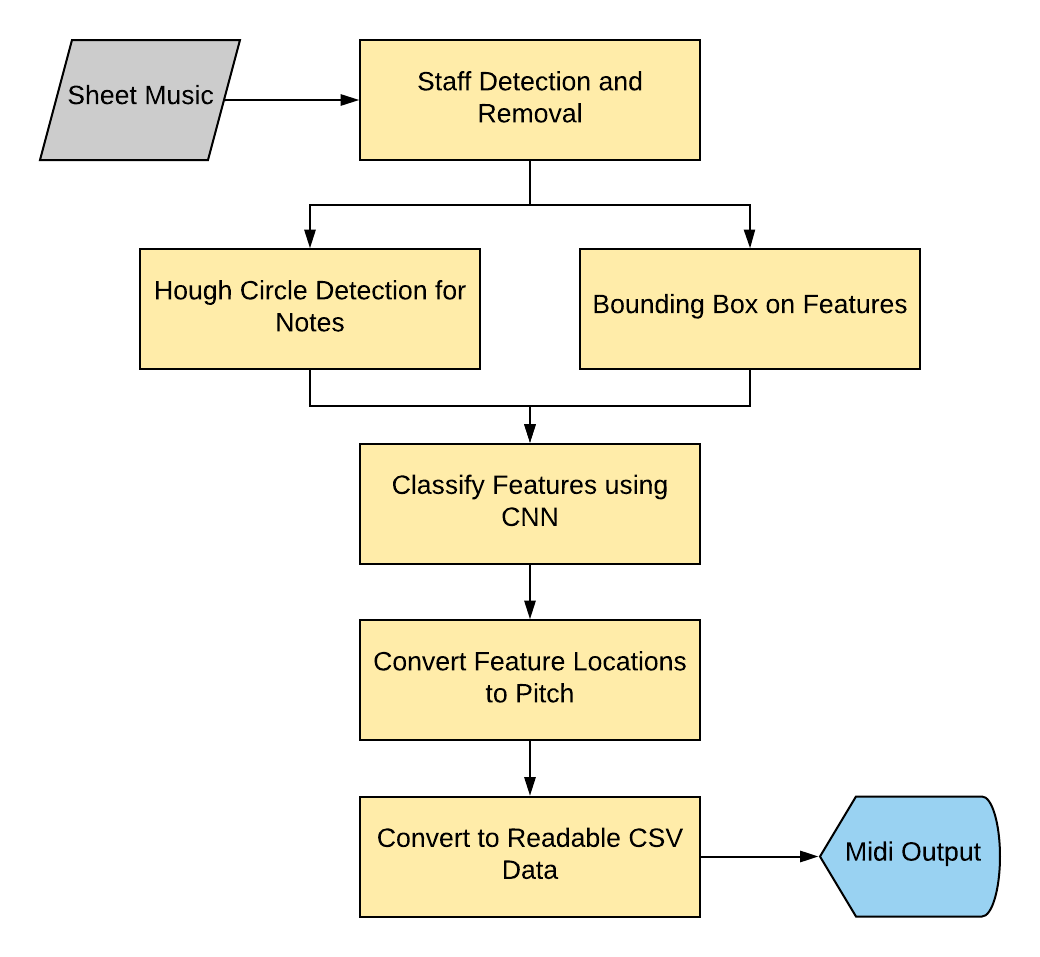 Sheet Music
Staff Detection and
Removal
Hough Circle Detection for
Notes
Bounding Box on Features
Classify Features using
CNN
Convert Feature Locations
to Pitch
Convert to Readable CSV
Data
Midi Output